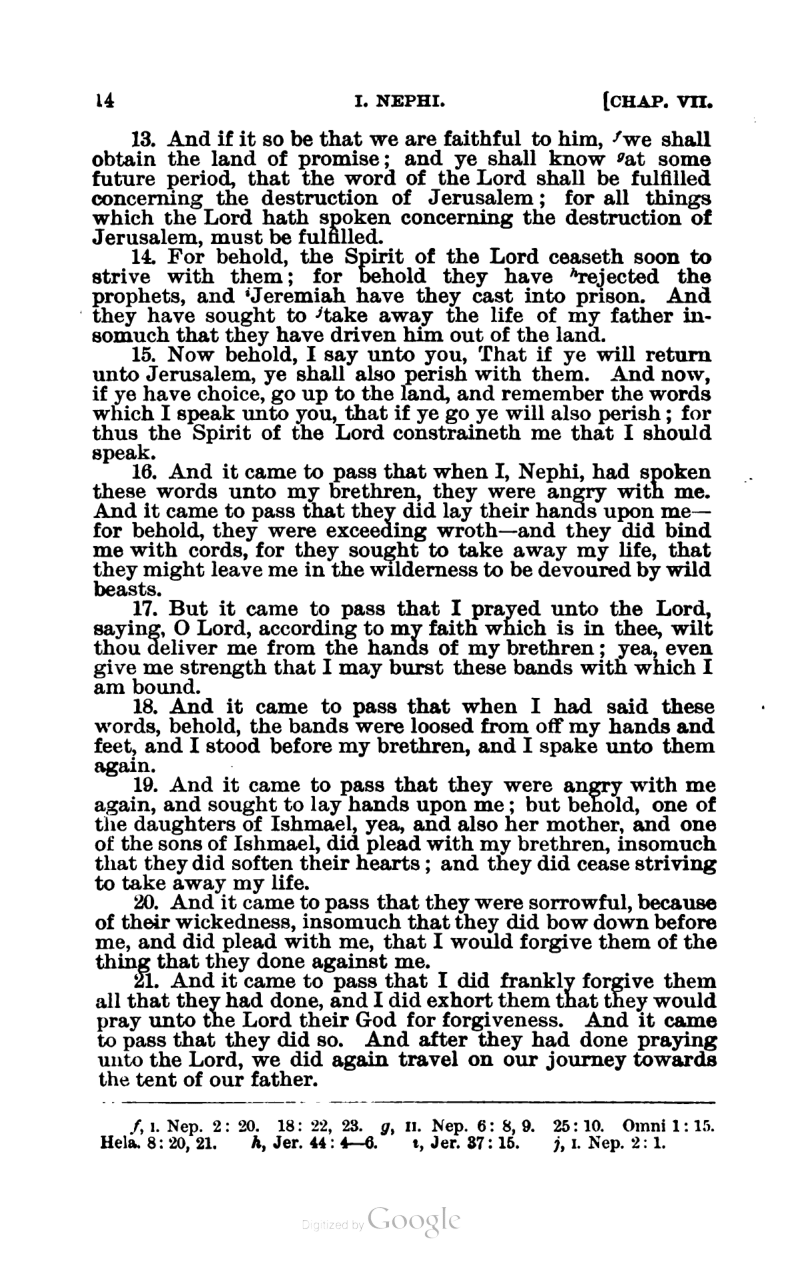 14 I. NEPHI. [CHAP. VII.
13. And if it so be that we are faithful to him, fwe shall
obtain the land of promise; and ye shall know gat some
future period, that the word of the Lord shall be fulfilled
concerning the destruction of Jerusalem; for all things
which the Lord hath spoken concerning the destruction of
Jerusalem, must be fulfilled.
14. For behold, the Spirit of the Lord ceaseth soon to
strive with them; for behold they have hrejected the
prophets, and iJeremiah have they cast into prison. And
they have sought to jtake away the life of my father in-
somuch that they have driven him out of the land.
15. Now behold, I say unto you, That if ye will return
unto Jerusalem, ye shall also perish with them. And now,
if ye have choice, go up to the land, and remember the words
which I speak unto you, that if ye go ye will also perish; for
thus the Spirit of the Lord constraineth me that I should
speak.
16. And it came to pass that when I, Nephi, had spoken
these words unto my brethren, they were angry with me.
And it came to pass that they did lay their hands upon me—
for behold, they were exceeding wroth—and they did bind
me with cords, for they sought to take away my life, that
they might leave me in the wilderness to be devoured by wild
beasts.
17. But it came to pass that I prayed unto the Lord,
saying, O Lord, according to my faith which is in thee, wilt
thou deliver me from the hands of my brethren; yea, even
give me strength that I may burst these bands with which I
am bound.
18. And it came to pass that when I had said these
words, behold, the bands were loosed from off my hands and
feet, and I stood before my brethren, and I spake unto them
again.
19. And it came to pass that they were angry with me
again, and sought to lay hands upon me; but behold, one of
the daughters of Ishmael, yea, and also her mother, and one
of the sons of Ishmael, did plead with my brethren, insomuch
that they did soften their hearts; and they did cease striving
to take away my life.
20. And it came to pass that they were sorrowful, because
of their wickedness, insomuch that they did bow down before
me, and did plead with me, that I would forgive them of the
thing that they done against me.
21. And it came to pass that I did frankly forgive them
all that they had done, and I did exhort them that they would
pray unto the Lord their God for forgiveness. And it came
to pass that they did so. And after they had done praying
unto the Lord, we did again travel on our journey towards
the tent of our father.
f, I. Nep. 2: 20. 18: 22, 23. g, II. Nep. 6: 8, 9. 25: 10. Omni 1: 15.
Hela. 8: 20, 21. h, Jer. 44: 4—6. i, Jer. 37: 15. j, I. Nep. 2: 1.
Digitized by Google